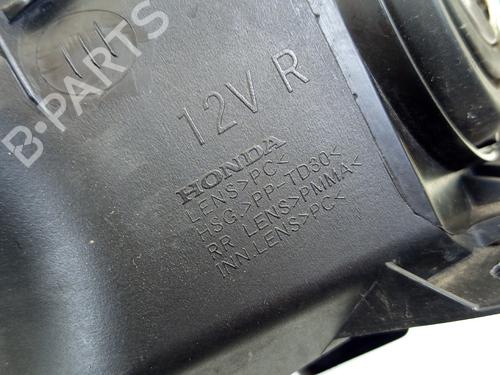 B-PARTS
12V R
HONDA
LENS>PC<
HSG.>PP-TD30<
RR LENS>PMMA<
INN.LENS>PC<